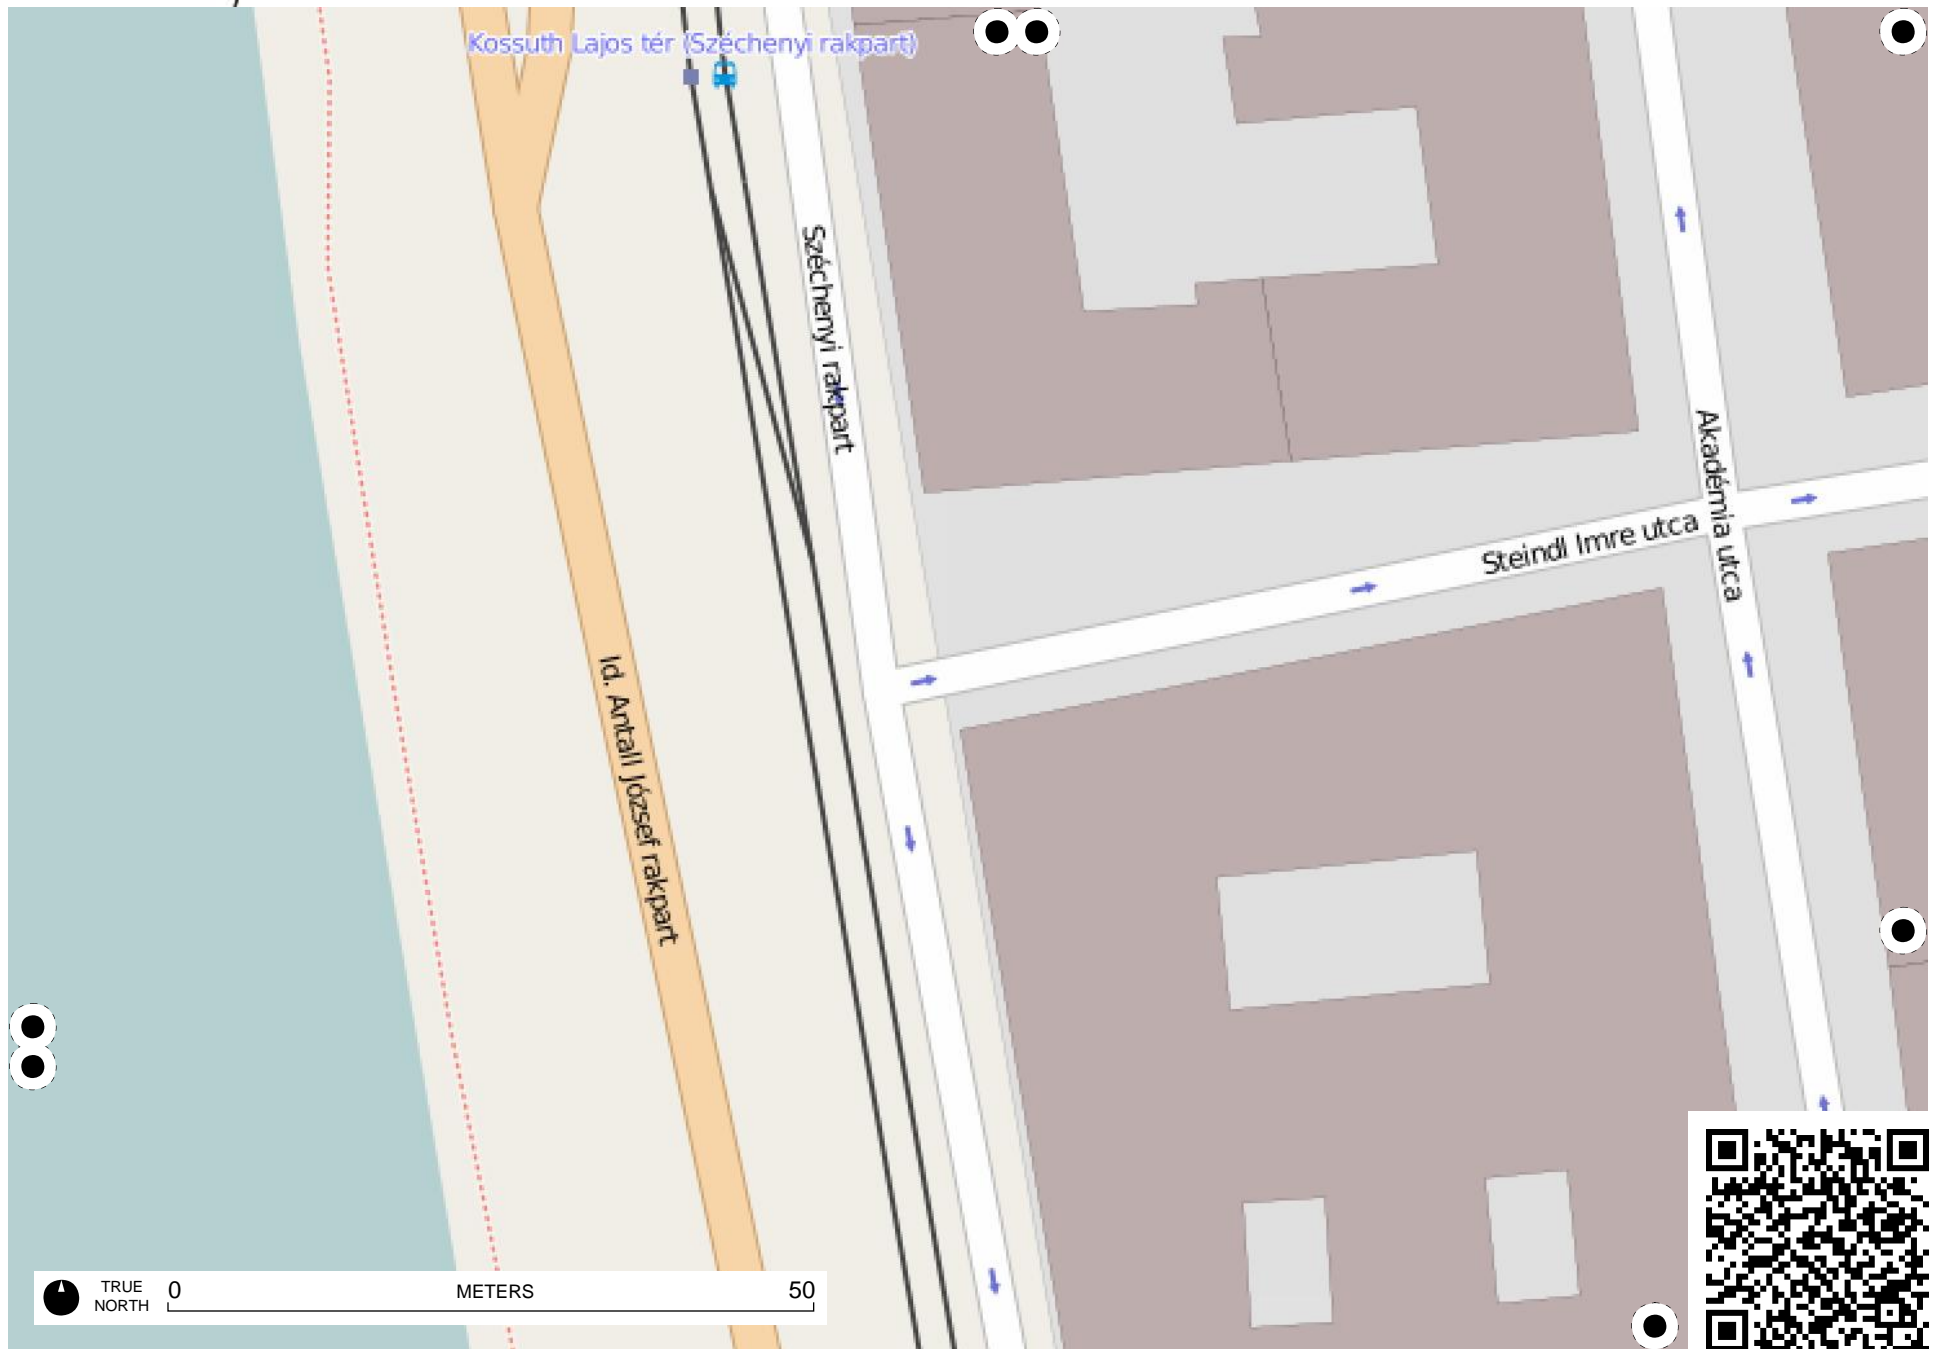 Kossuth Lajos tér (Széchenyi rakpart)
Széchenyi rakpart
Akadémia utca
Steindl Imre utca
Id. Antall József rakpart
TRUE NORTH
0 METERS 50